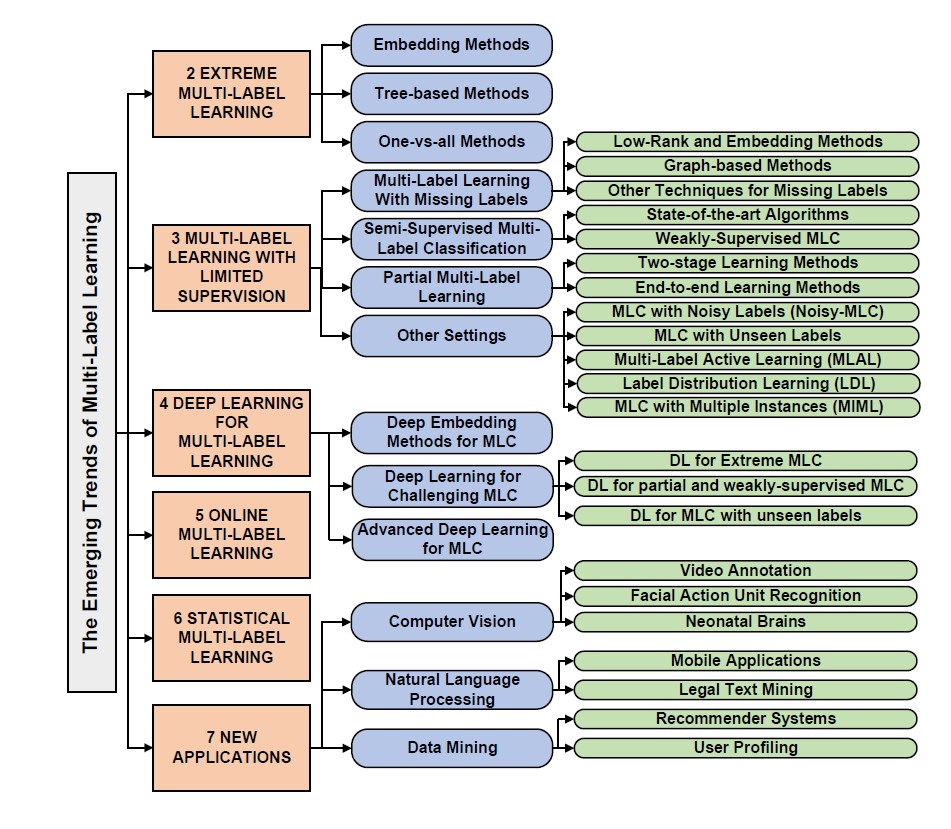 The Emerging Trends of Multi-Label Learning
2 EXTREME
MULTI-LABEL
LEARNING
Embedding Methods
Tree-based Methods
One-vs-all Methods
3 MULTI-LABEL
LEARNING WITH
LIMITED
SUPERVISION
Multi-Label Learning
With Missing Labels
Low-Rank and Embedding Methods
Graph-based Methods
Other Techniques for Missing Labels
Semi-Supervised Multi-
Label Classification
State-of-the-art Algorithms
Weakly-Supervised MLC
Partial Multi-Label
Learning
Two-stage Learning Methods
End-to-end Learning Methods
Other Settings
MLC with Noisy Labels (Noisy-MLC)
MLC with Unseen Labels
Multi-Label Active Learning (MLAL)
Label Distribution Learning (LDL)
MLC with Multiple Instances (MIML)
4 DEEP LEARNING
FOR
MULTI-LABEL
LEARNING
Deep Embedding
Methods for MLC
Deep Learning for
Challenging MLC
DL for Extreme MLC
DL for partial and weakly-supervised MLC
DL for MLC with unseen labels
Advanced Deep Learning
for MLC
5 ONLINE
MULTI-LABEL
LEARNING
6 STATISTICAL
MULTI-LABEL
LEARNING
7 NEW
APPLICATIONS
Computer Vision
Video Annotation
Facial Action Unit Recognition
Neonatal Brains
Natural Language
Processing
Mobile Applications
Legal Text Mining
Data Mining
Recommender Systems
User Profiling